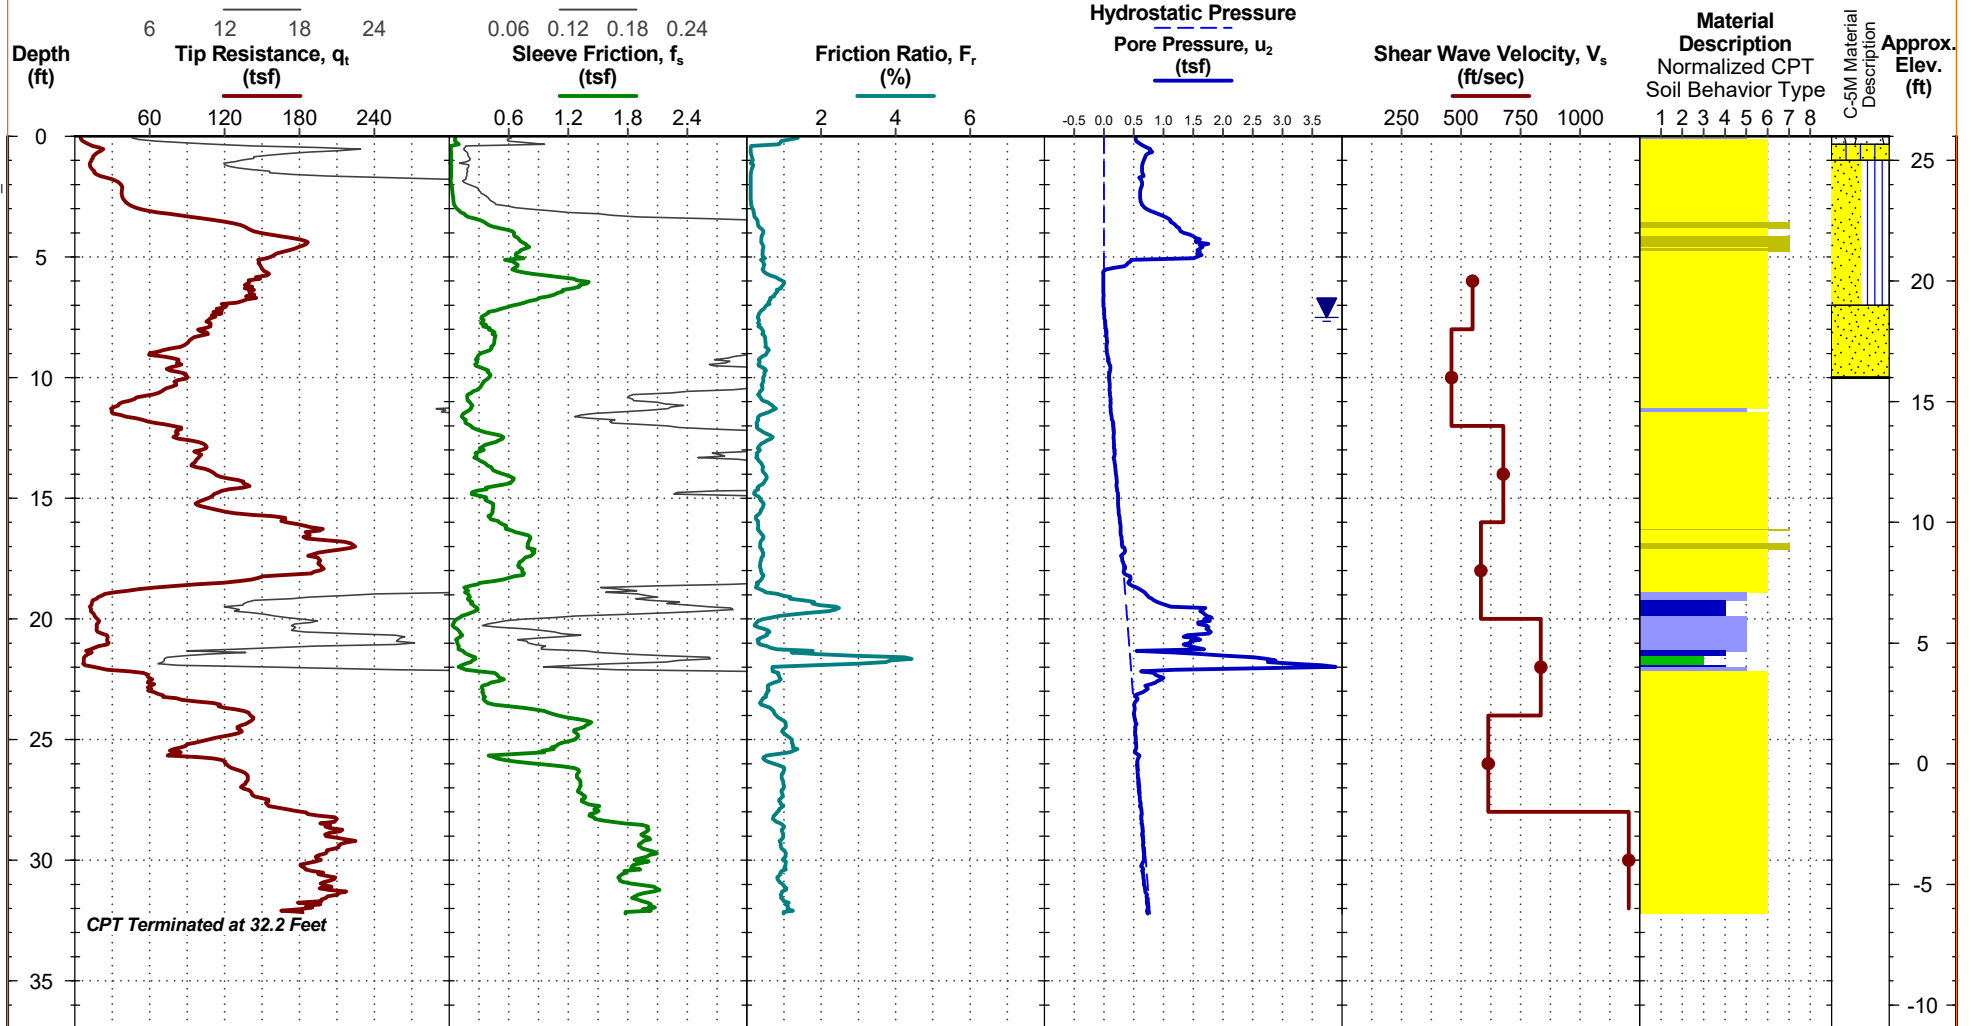 6 12 18 24
0.06 0.12 0.18 0.24
Depth
(ft)
Tip Resistance, qt
(tsf)
60 120 180 240
Sleeve Friction, fs
(tsf)
0.6 1.2 1.8 2.4
Friction Ratio, Fr
(%)
2 4 6
Hydrostatic Pressure
Pore Pressure, u2
(tsf)
-0.5 0.0 0.5 1.0 1.5 2.0 2.5 3.0 3.5
Shear Wave Velocity, Vs
(ft/sec)
250 500 750 1000
Material
Description
Normalized CPT
Soil Behavior Type
1 2 3 4 5 6 7 8
C-5M Material
Description
Approx.
Elev.
(ft)
0
5
10
15
20
25
30
35
25
20
15
10
5
0
-5
-10
CPT Terminated at 32.2 Feet